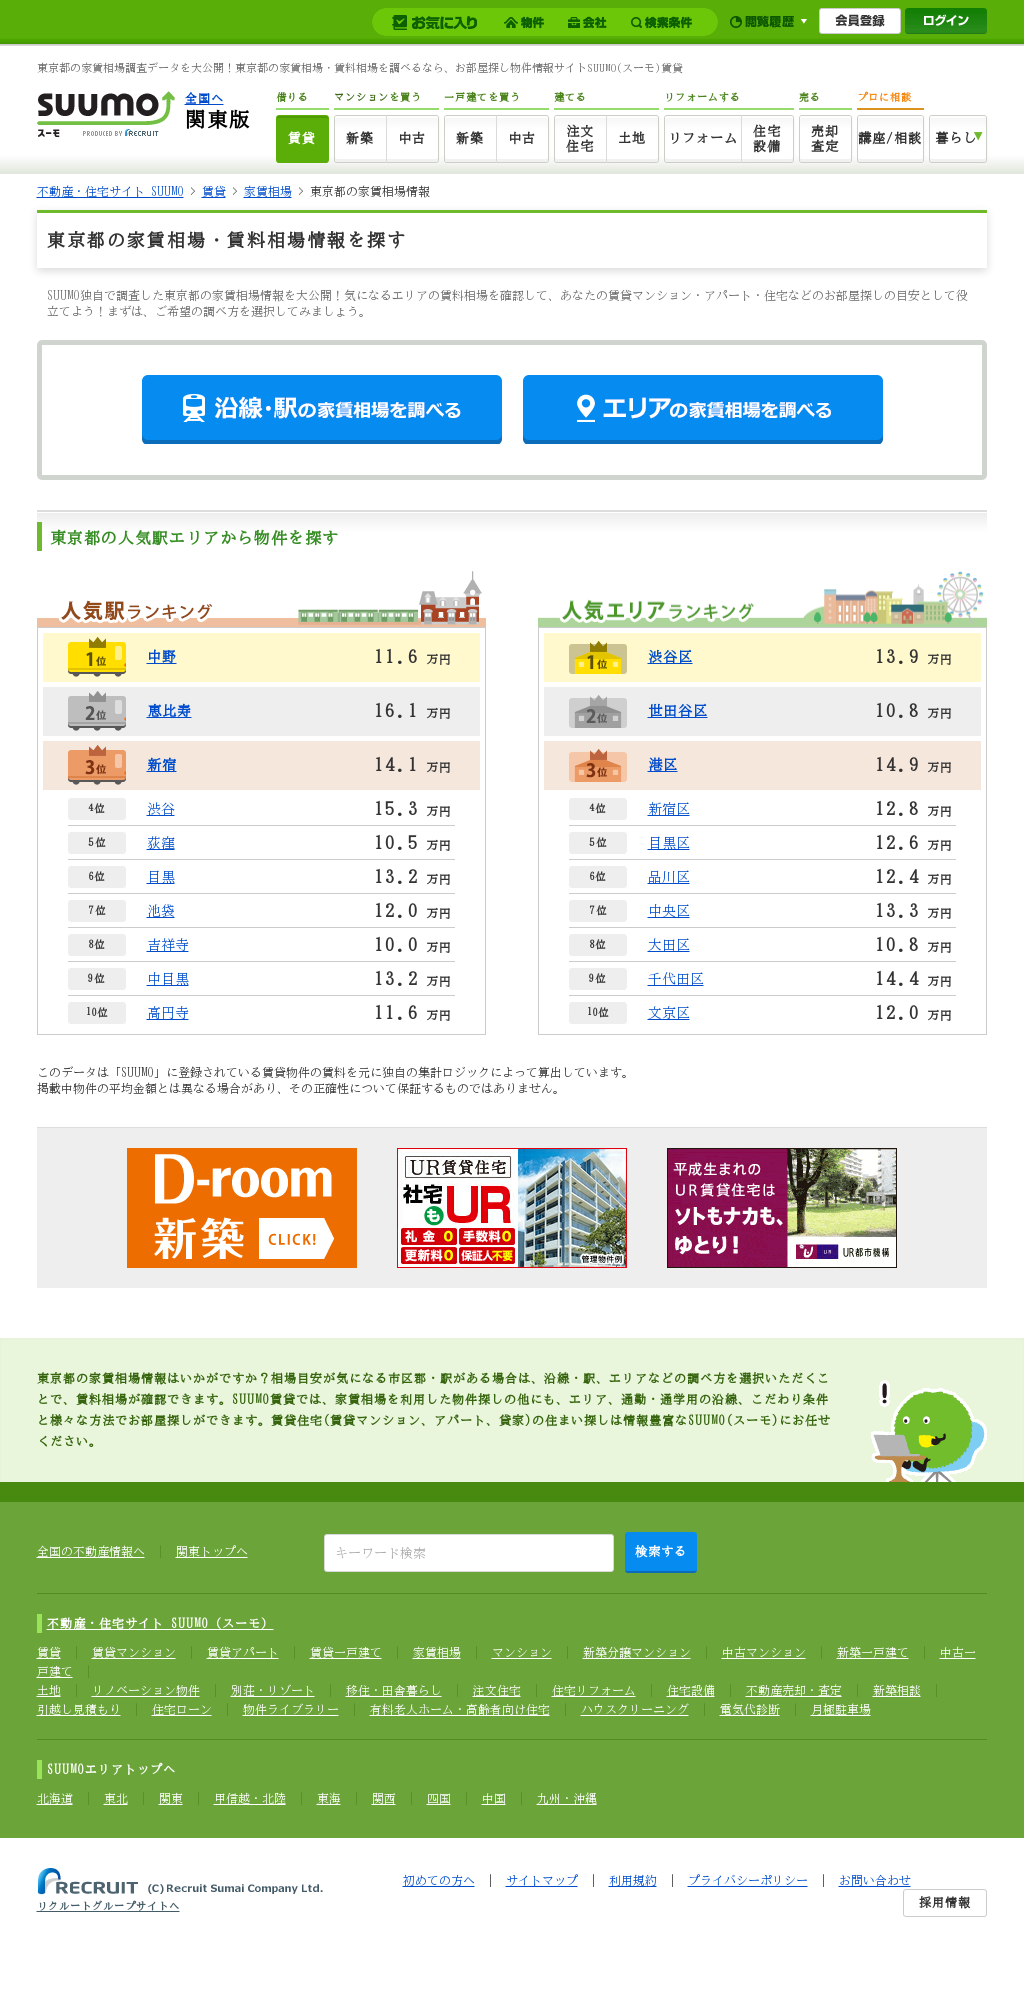 お気に入り 物件 会社 検索条件 閲覧履歴 会員登録 ログイン
東京都の家賃相場調査データを大公開！東京都の家賃相場・賃料相場を調べるなら、お部屋探し物件情報サイトSUUMO(スーモ)賃貸
suumo スーモ PRODUCED BY RECRUIT
全国へ
関東版
借りる マンションを買う 一戸建てを買う 建てる リフォームする 売る プロに相談
賃貸 新築 中古 新築 中古 注文住宅 土地 リフォーム 住宅設備 売却査定 講座/相談 暮らし
不動産・住宅サイト SUUMO > 賃貸 > 家賃相場 > 東京都の家賃相場情報
東京都の家賃相場・賃料相場情報を探す
SUUMO独自で調査した東京都の家賃相場情報を大公開！気になるエリアの賃料相場を確認して、あなたの賃貸マンション・アパート・住宅などのお部屋探しの目安として役
立てよう！まずは、ご希望の調べ方を選択してみましょう。
沿線・駅の家賃相場を調べる
エリアの家賃相場を調べる
東京都の人気駅エリアから物件を探す
人気駅ランキング
1位 中野 11.6 万円
2位 恵比寿 16.1 万円
3位 新宿 14.1 万円
4位 渋谷 15.3 万円
5位 荻窪 10.5 万円
6位 目黒 13.2 万円
7位 池袋 12.0 万円
8位 吉祥寺 10.0 万円
9位 中目黒 13.2 万円
10位 高円寺 11.6 万円
人気エリアランキング
1位 渋谷区 13.9 万円
2位 世田谷区 10.8 万円
3位 港区 14.9 万円
4位 新宿区 12.8 万円
5位 目黒区 12.6 万円
6位 品川区 12.4 万円
7位 中央区 13.3 万円
8位 大田区 10.8 万円
9位 千代田区 14.4 万円
10位 文京区 12.0 万円
このデータは「SUUMO」に登録されている賃貸物件の賃料を元に独自の集計ロジックによって算出しています。
掲載中物件の平均金額とは異なる場合があり、その正確性について保証するものではありません。
D-room
新築 CLICK!
UR賃貸住宅
社宅もUR
礼金0 手数料0
更新料0 保証人不要
管理物件例
平成生まれの
UR賃貸住宅は
ソトもナカも、
ゆとり！
UR UR都市機構
東京都の家賃相場情報はいかがですか？相場目安が気になる市区郡・駅がある場合は、沿線・駅、エリアなどの調べ方を選択いただくこ
とで、賃料相場が確認できます。SUUMO賃貸では、家賃相場を利用した物件探しの他にも、エリア、通勤・通学用の沿線、こだわり条件
と様々な方法でお部屋探しができます。賃貸住宅(賃貸マンション、アパート、貸家)の住まい探しは情報豊富なSUUMO(スーモ)にお任せ
ください。
全国の不動産情報へ 関東トップへ キーワード検索 検索する
不動産・住宅サイト SUUMO（スーモ）
賃貸 賃貸マンション 賃貸アパート 賃貸一戸建て 家賃相場 マンション 新築分譲マンション 中古マンション 新築一戸建て 中古一
戸建て
土地 リノベーション物件 別荘・リゾート 移住・田舎暮らし 注文住宅 住宅リフォーム 住宅設備 不動産売却・査定 新築相談
引越し見積もり 住宅ローン 物件ライブラリー 有料老人ホーム・高齢者向け住宅 ハウスクリーニング 電気代診断 月極駐車場
SUUMOエリアトップへ
北海道 東北 関東 甲信越・北陸 東海 関西 四国 中国 九州・沖縄
RECRUIT (C) Recruit Sumai Company Ltd.
リクルートグループサイトへ
初めての方へ | サイトマップ | 利用規約 | プライバシーポリシー | お問い合わせ
採用情報